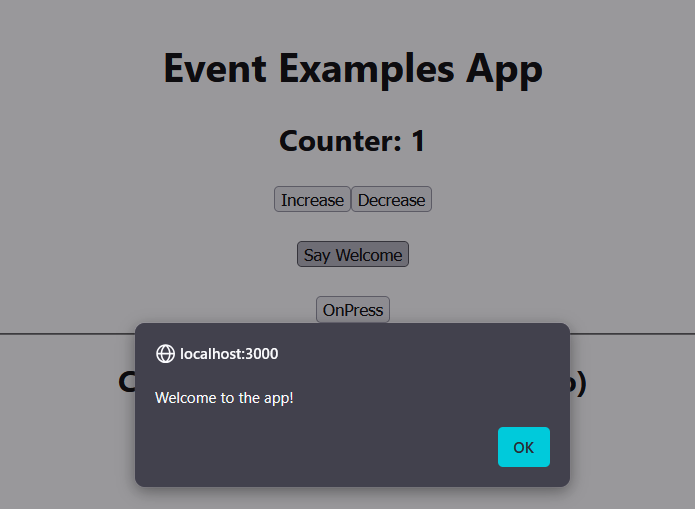 Event Examples App
Counter: 1
Increase Decrease
Say Welcome
OnPress
localhost:3000
Welcome to the app!
OK